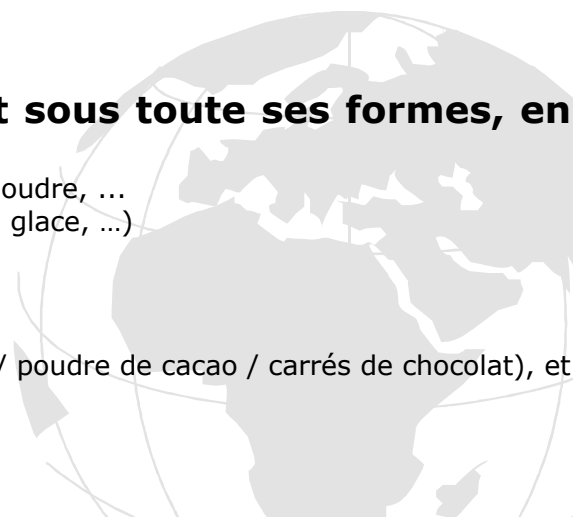 t sous toute ses formes, en
oudre, ...
glace, …)
/ poudre de cacao / carrés de chocolat), et